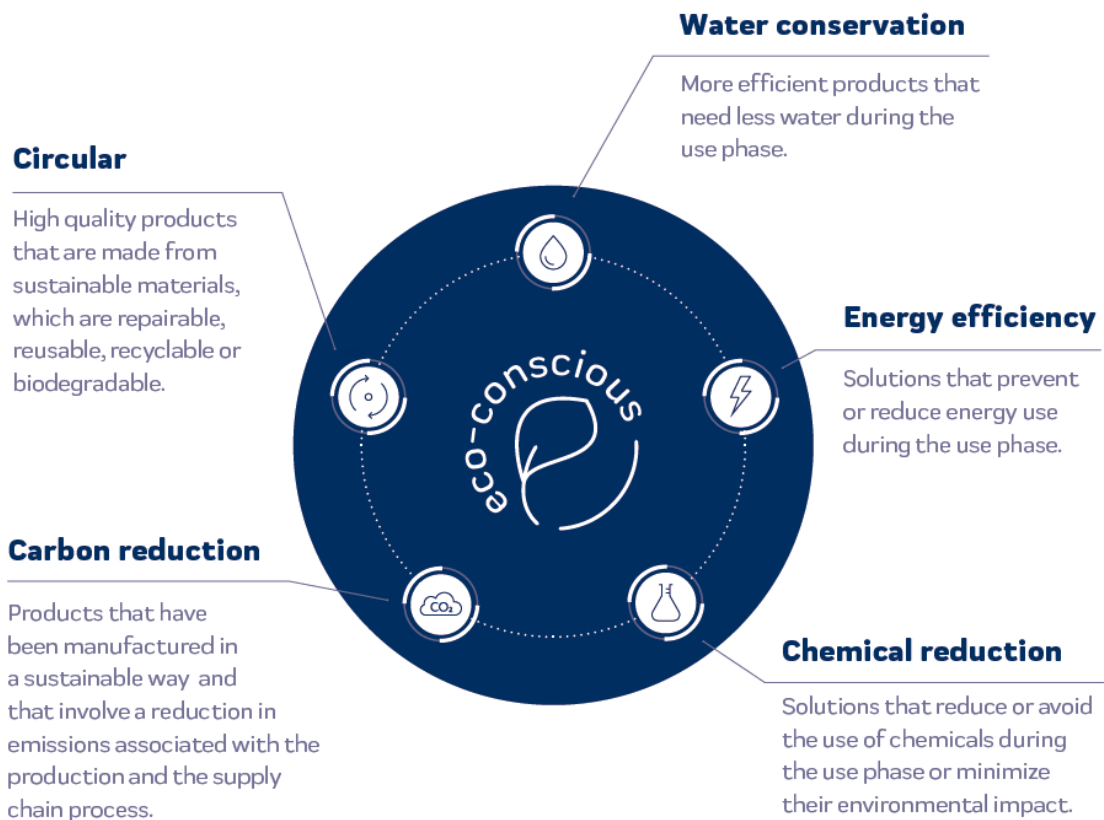 Water conservation
More efficient products that
need less water during the
use phase.
Circular
High quality products
that are made from
sustainable materials,
which are repairable,
reusable, recyclable or
biodegradable.
Energy efficiency
Solutions that prevent
or reduce energy use
during the use phase.
eco-conscious
Carbon reduction
Products that have
been manufactured in
a sustainable way and
that involve a reduction in
emissions associated with the
production and the supply
chain process.
CO₂
Chemical reduction
Solutions that reduce or avoid
the use of chemicals during
the use phase or minimize
their environmental impact.